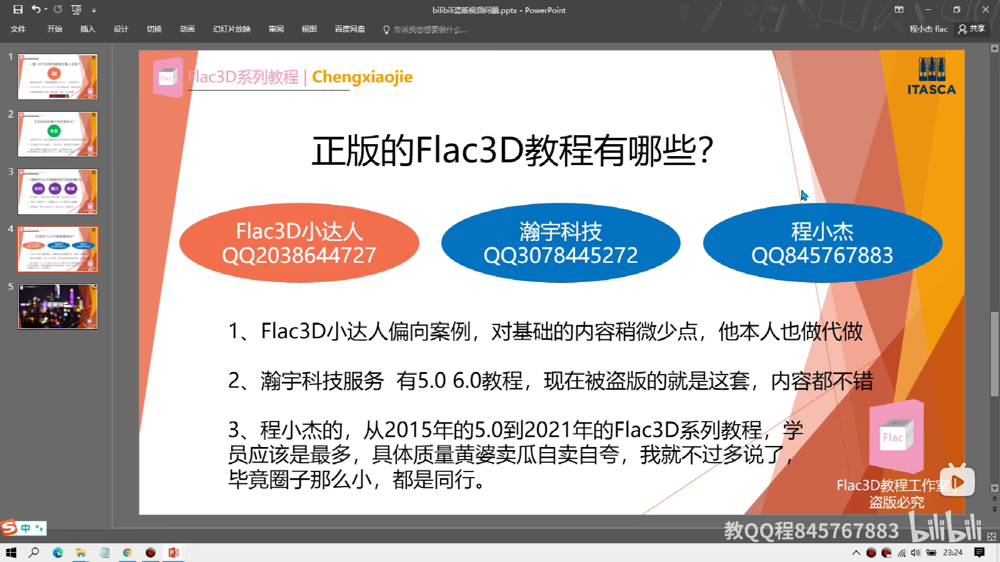 bilibili盗版视频问题.pptx - PowerPoint
文件 开始 插入 设计 切换 动画 幻灯片放映 审阅 视图 百度网盘 告诉我您想要做什么... 程小杰 flac 共享
1
有
2
学员
3
时间 精力 希望
4
5
谢谢观看
Flac
Flac3D系列教程 | Chengxiaojie
ITASCA
正版的Flac3D教程有哪些?
Flac3D小达人
QQ2038644727
瀚宇科技
QQ3078445272
程小杰
QQ845767883
1、Flac3D小达人偏向案例，对基础的内容稍微少点，他本人也做代做
2、瀚宇科技服务 有5.0 6.0教程，现在被盗版的就是这套，内容都不错
3、程小杰的，从2015年的5.0到2021年的Flac3D系列教程，学
员应该是最多，具体质量黄婆卖瓜自卖自夸，我就不过多说了，
毕竟圈子那么小，都是同行。
Flac
Flac3D教程工作室 |
盗版必究
教QQ程845767883 bilibili
中
23:24